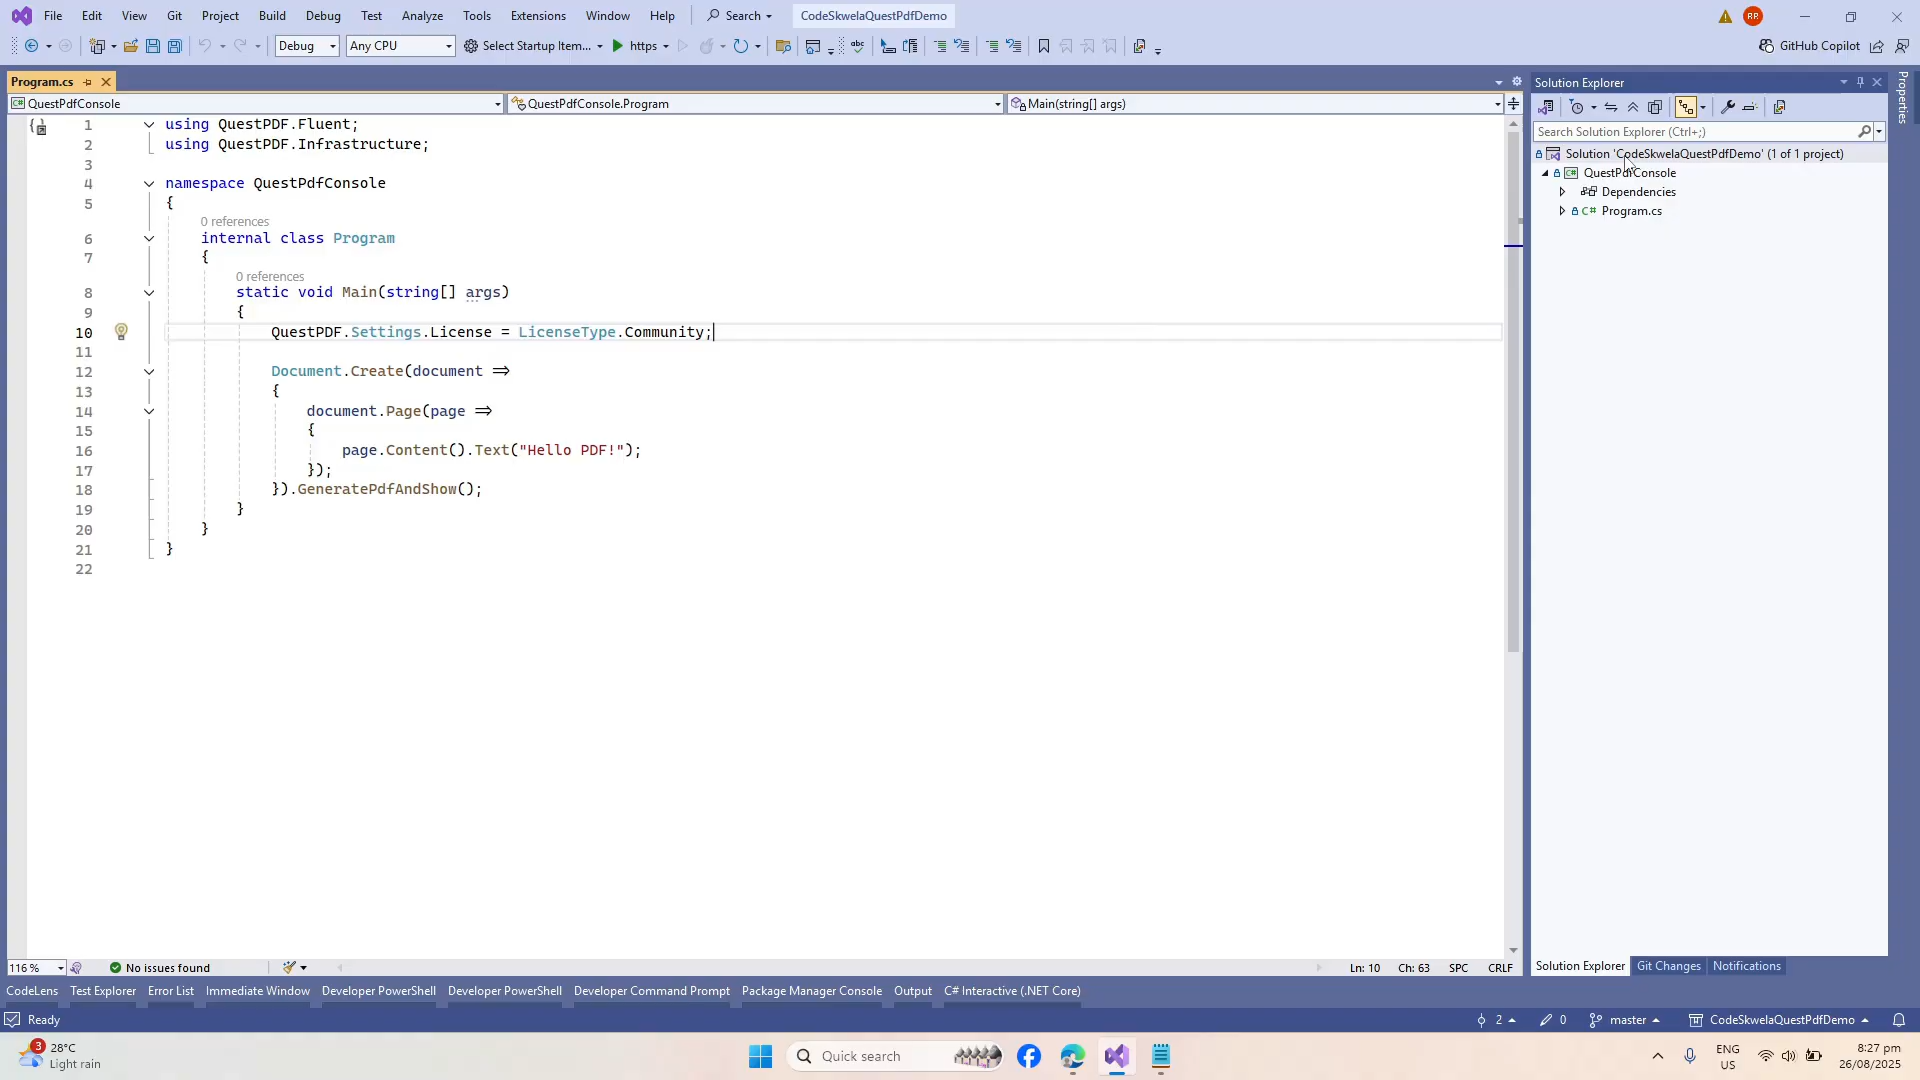 File Edit View Git Project Build Debug Test Analyze Tools Extensions Window Help Search CodeSkwelaQuestPdfDemo RR
Debug Any CPU Select Startup Item... https GitHub Copilot
Program.cs
QuestPdfConsole QuestPdfConsole.Program Main(string[] args)
1 using QuestPDF.Fluent;
2 using QuestPDF.Infrastructure;
3
4 namespace QuestPdfConsole
5 {
0 references
6 internal class Program
7 {
0 references
8 static void Main(string[] args)
9 {
10 QuestPDF.Settings.License = LicenseType.Community;
11
12 Document.Create(document =>
13 {
14 document.Page(page =>
15 {
16 page.Content().Text("Hello PDF!");
17 });
18 }).GeneratePdfAndShow();
19 }
20 }
21 }
22
Solution Explorer
Search Solution Explorer (Ctrl+;)
Solution 'CodeSkwelaQuestPdfDemo' (1 of 1 project)
QuestPdfConsole
Dependencies
C# Program.cs
Properties
116 % No issues found Ln: 10 Ch: 63 SPC CRLF
Solution Explorer Git Changes Notifications
CodeLens Test Explorer Error List Immediate Window Developer PowerShell Developer PowerShell Developer Command Prompt Package Manager Console Output C# Interactive (.NET Core)
Ready 2 0 master CodeSkwelaQuestPdfDemo
3 28°C
Light rain
Quick search
ENG
US
8:27 pm
26/08/2025